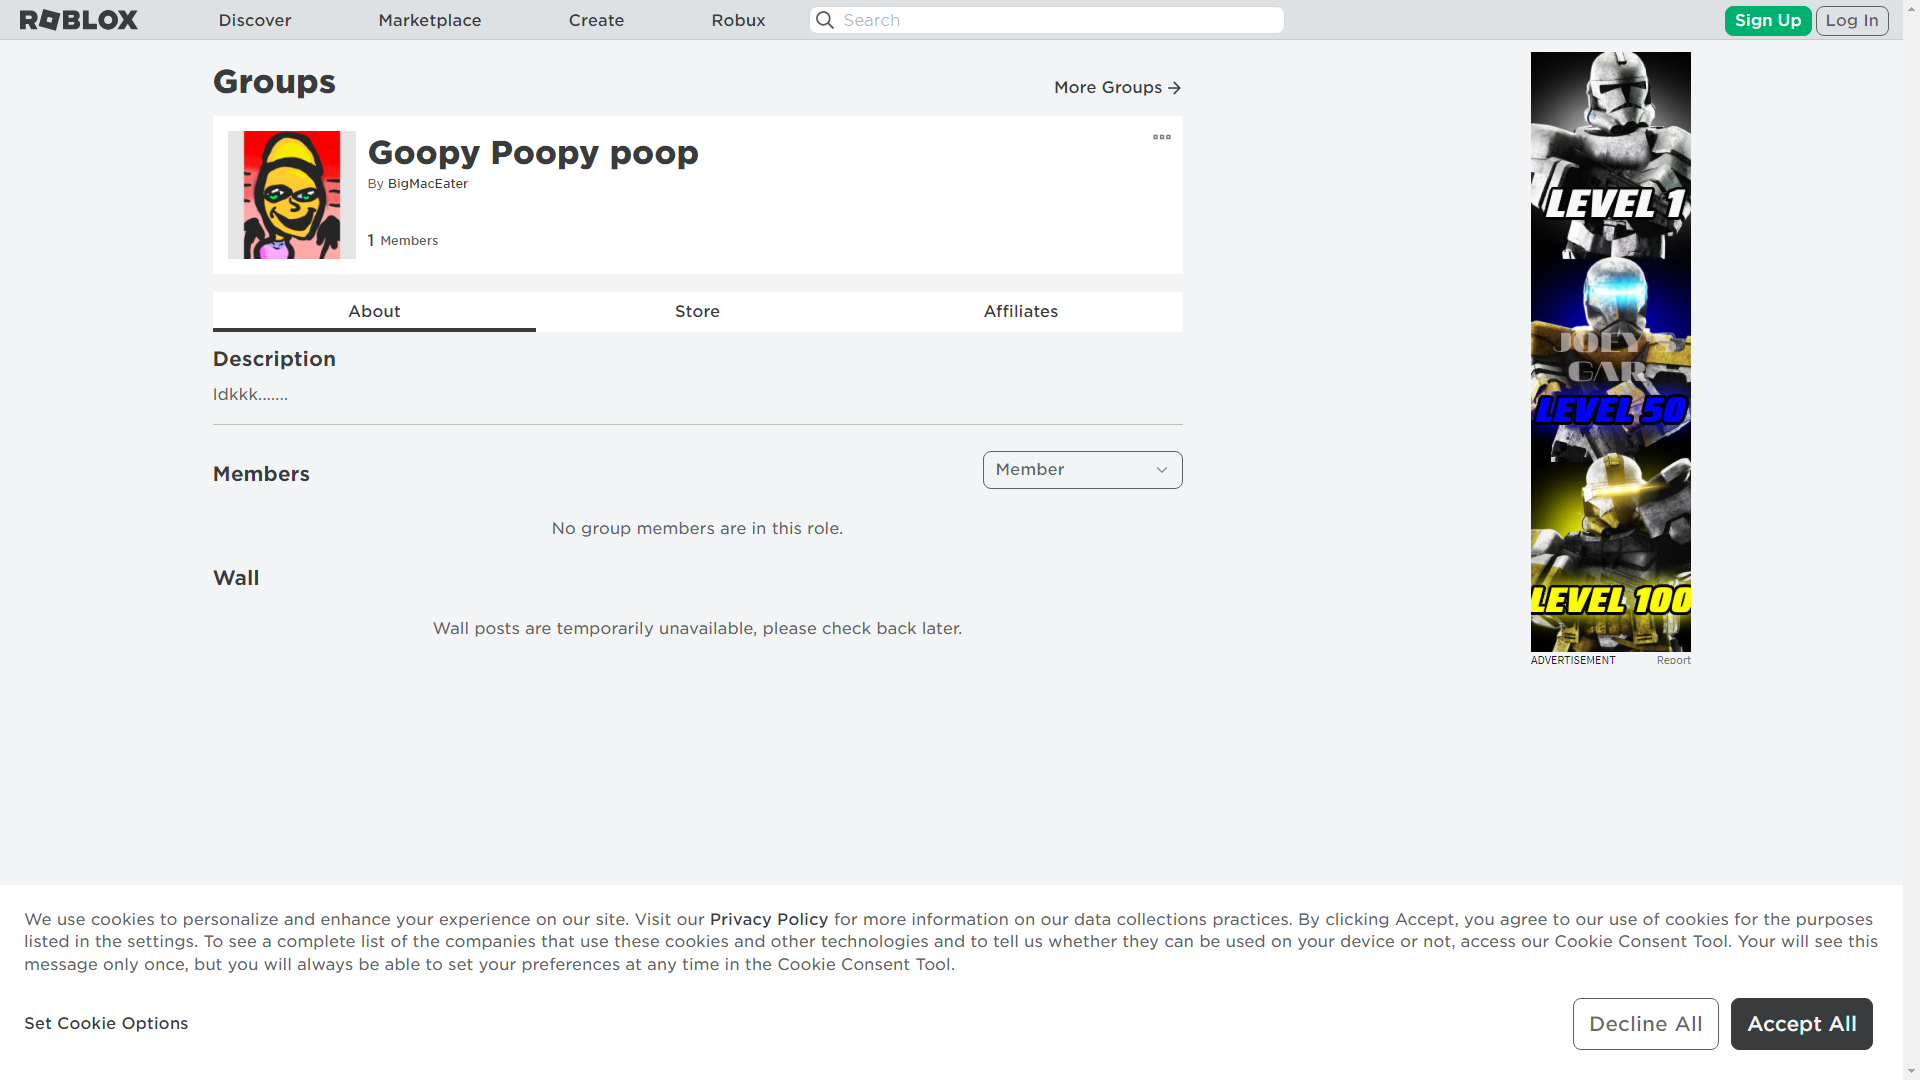 ROBLOX Discover Marketplace Create Robux Search Sign Up Log In
Groups
More Groups
Goopy Poopy poop
By BigMacEater
1 Members
About Store Affiliates
Description
Idkkk.......
Members
Member
No group members are in this role.
Wall
Wall posts are temporarily unavailable, please check back later.
LEVEL 1
JOEY'S
GAR
LEVEL 50
LEVEL 100
ADVERTISEMENT Report
We use cookies to personalize and enhance your experience on our site. Visit our Privacy Policy for more information on our data collections practices. By clicking Accept, you agree to our use of cookies for the purposes
listed in the settings. To see a complete list of the companies that use these cookies and other technologies and to tell us whether they can be used on your device or not, access our Cookie Consent Tool. Your will see this
message only once, but you will always be able to set your preferences at any time in the Cookie Consent Tool.
Set Cookie Options
Decline All
Accept All